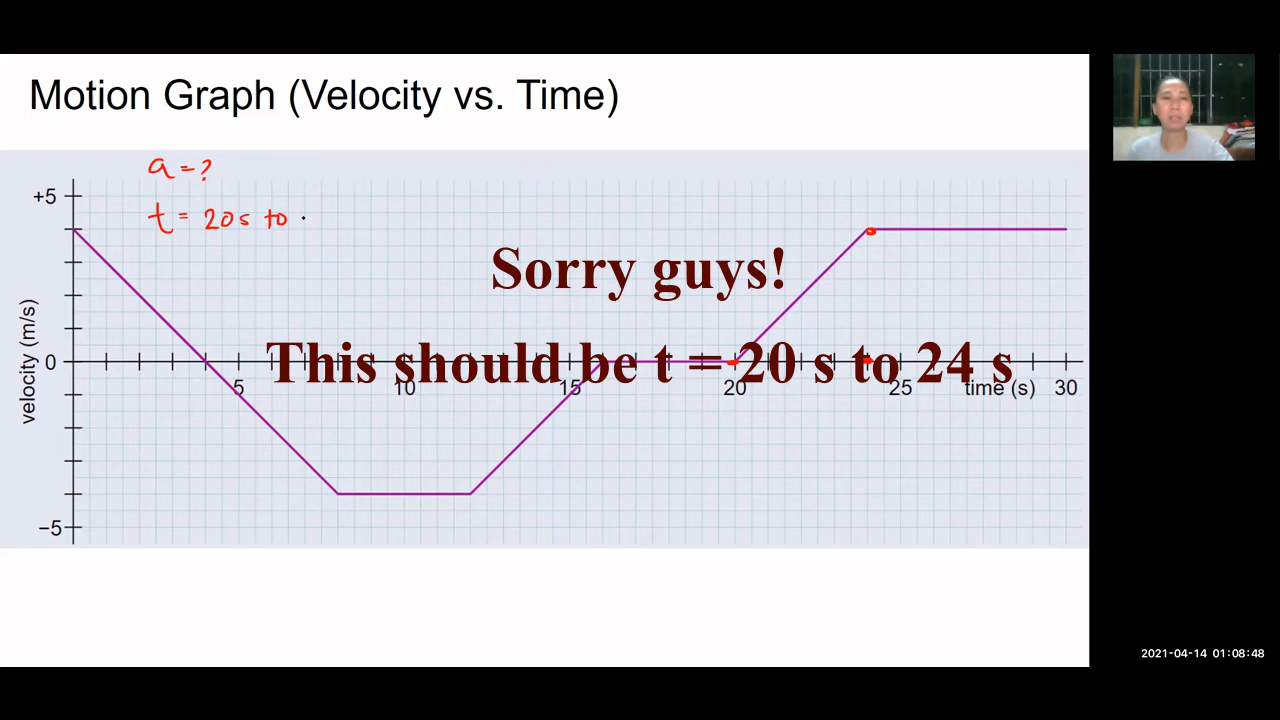 Motion Graph (Velocity vs. Time)
a = ?
t = 20s to
+5
Sorry guys!
velocity (m/s)
0
This should be t = 20 s to 24 s
5
10
15
20
25
time (s)
30
−5
2021-04-14 01:08:48